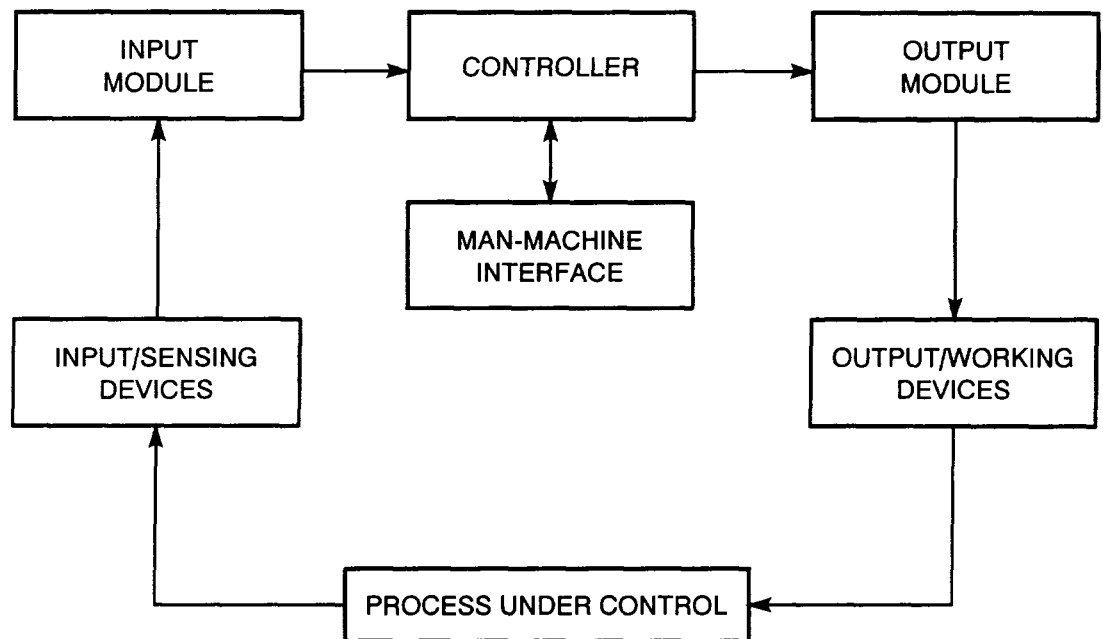 INPUT
MODULE
CONTROLLER
OUTPUT
MODULE
MAN-MACHINE
INTERFACE
INPUT/SENSING
DEVICES
OUTPUT/WORKING
DEVICES
PROCESS UNDER CONTROL